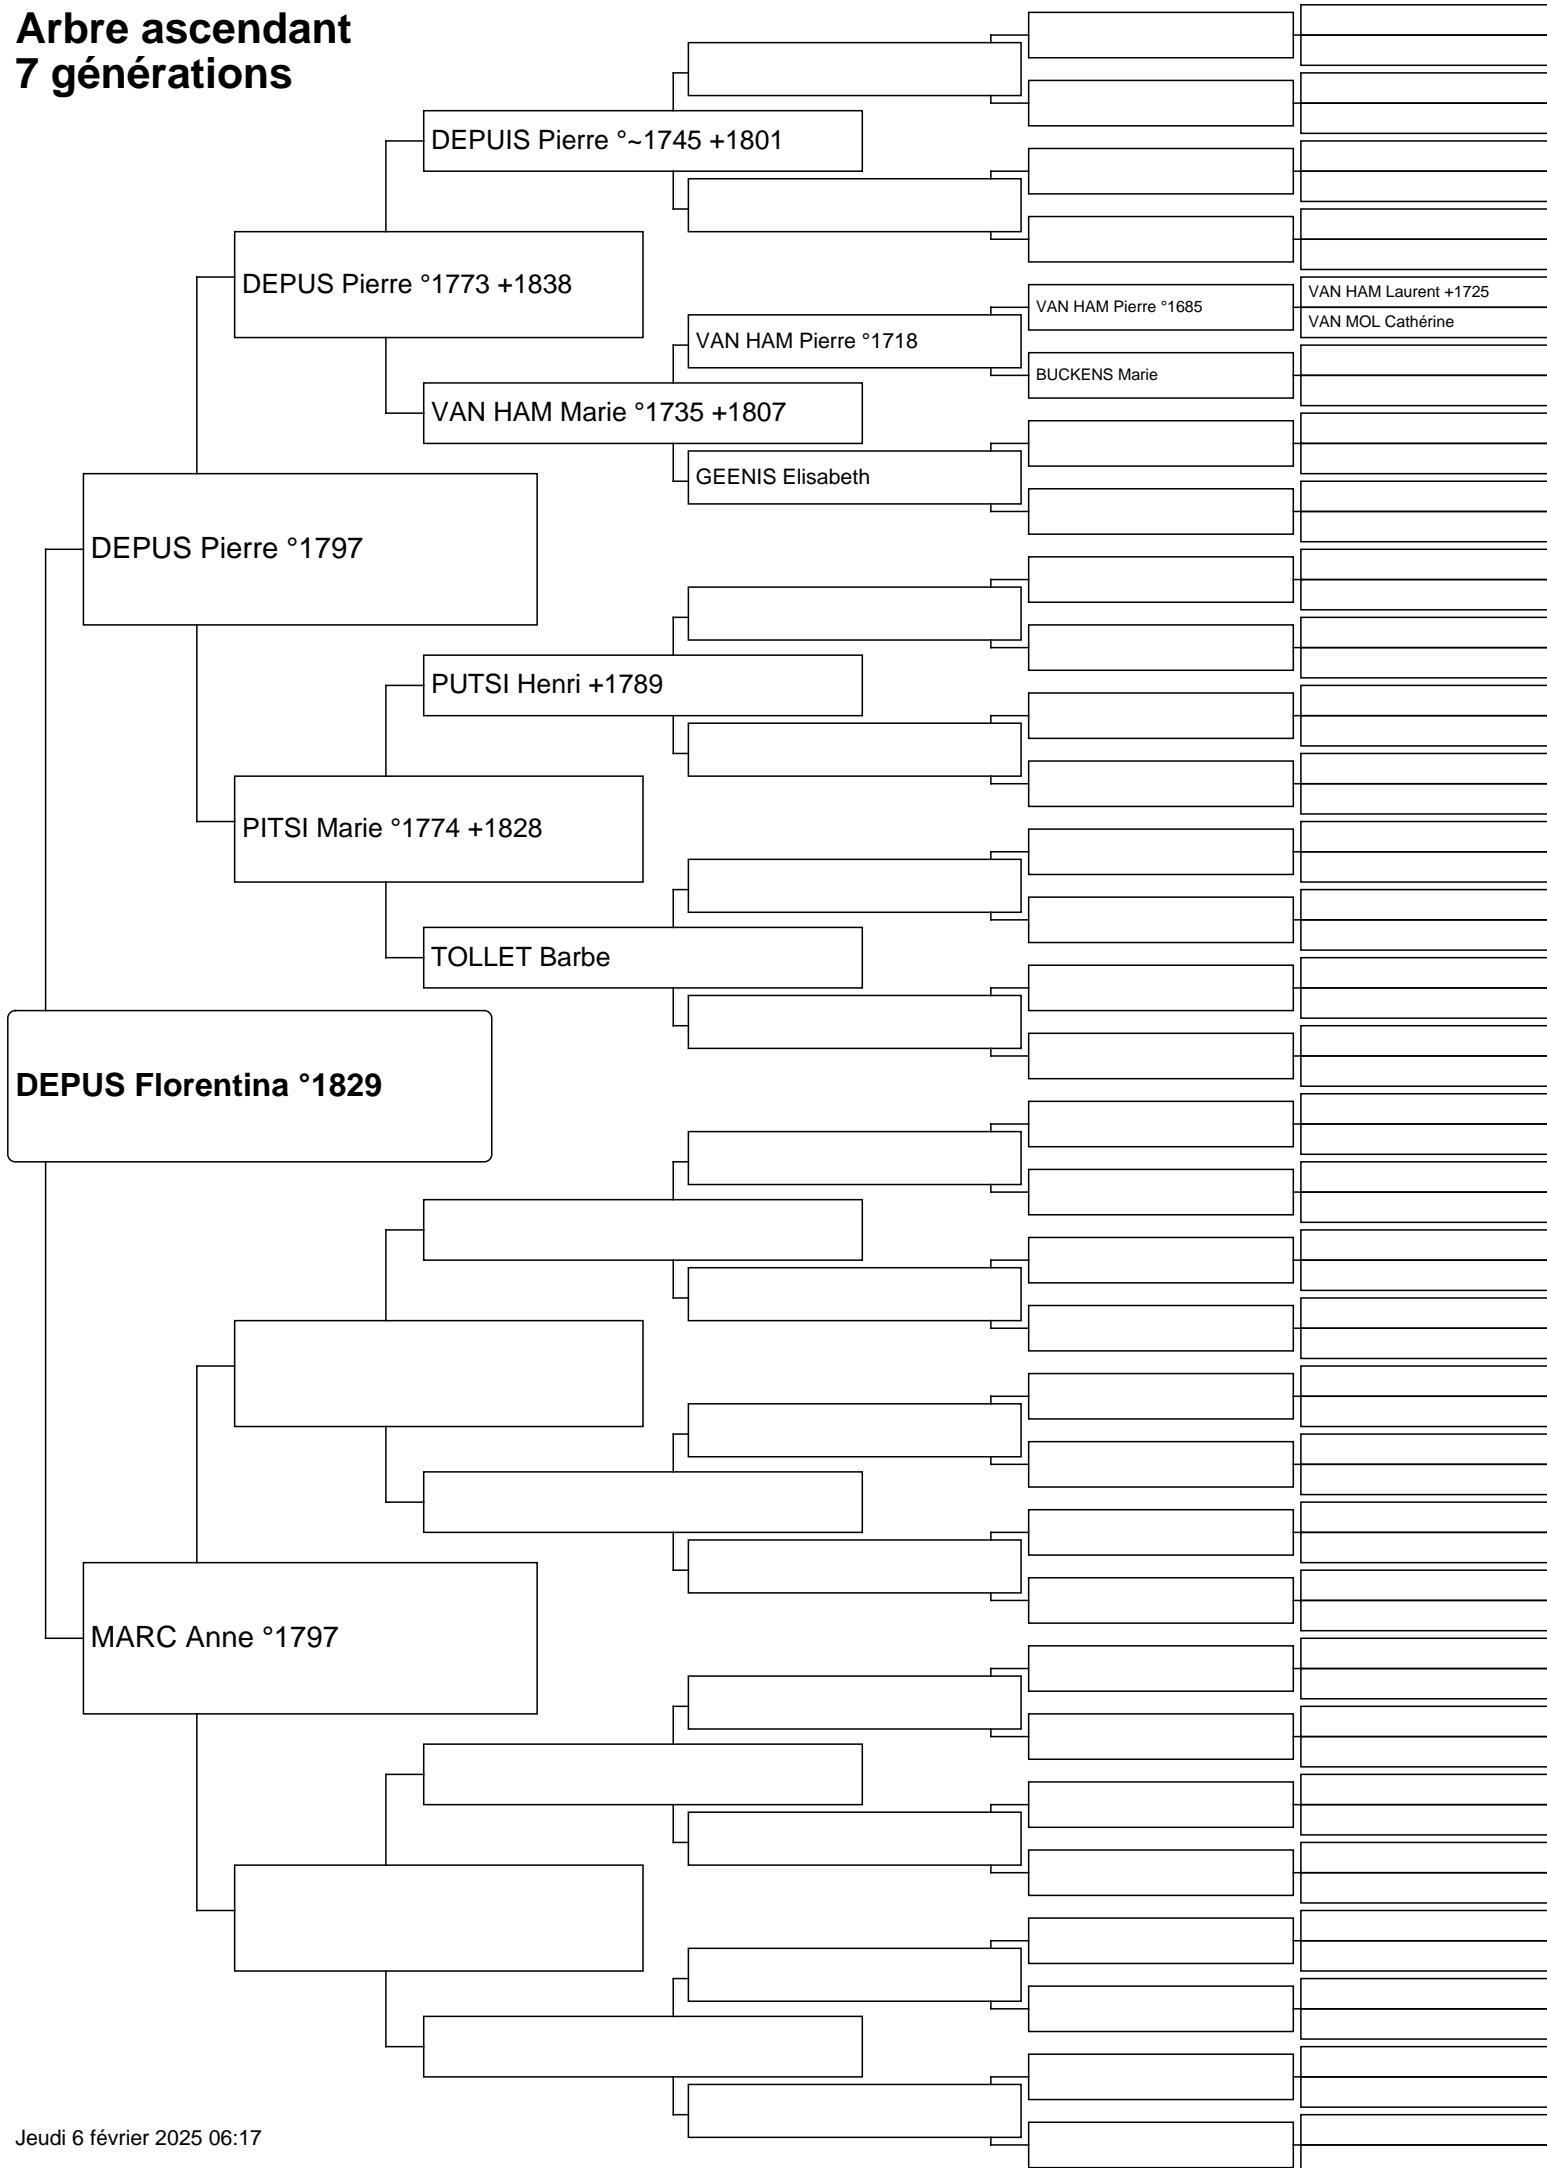 Arbre ascendant
7 générations
DEPUIS Pierre °~1745 +1801
DEPUS Pierre °1773 +1838
VAN HAM Laurent +1725
VAN HAM Pierre °1685
VAN MOL Cathérine
VAN HAM Pierre °1718
BUCKENS Marie
VAN HAM Marie °1735 +1807
GEENIS Elisabeth
DEPUS Pierre °1797
PUTSI Henri +1789
PITSI Marie °1774 +1828
TOLLET Barbe
DEPUS Florentina °1829
MARC Anne °1797
Jeudi 6 février 2025 06:17